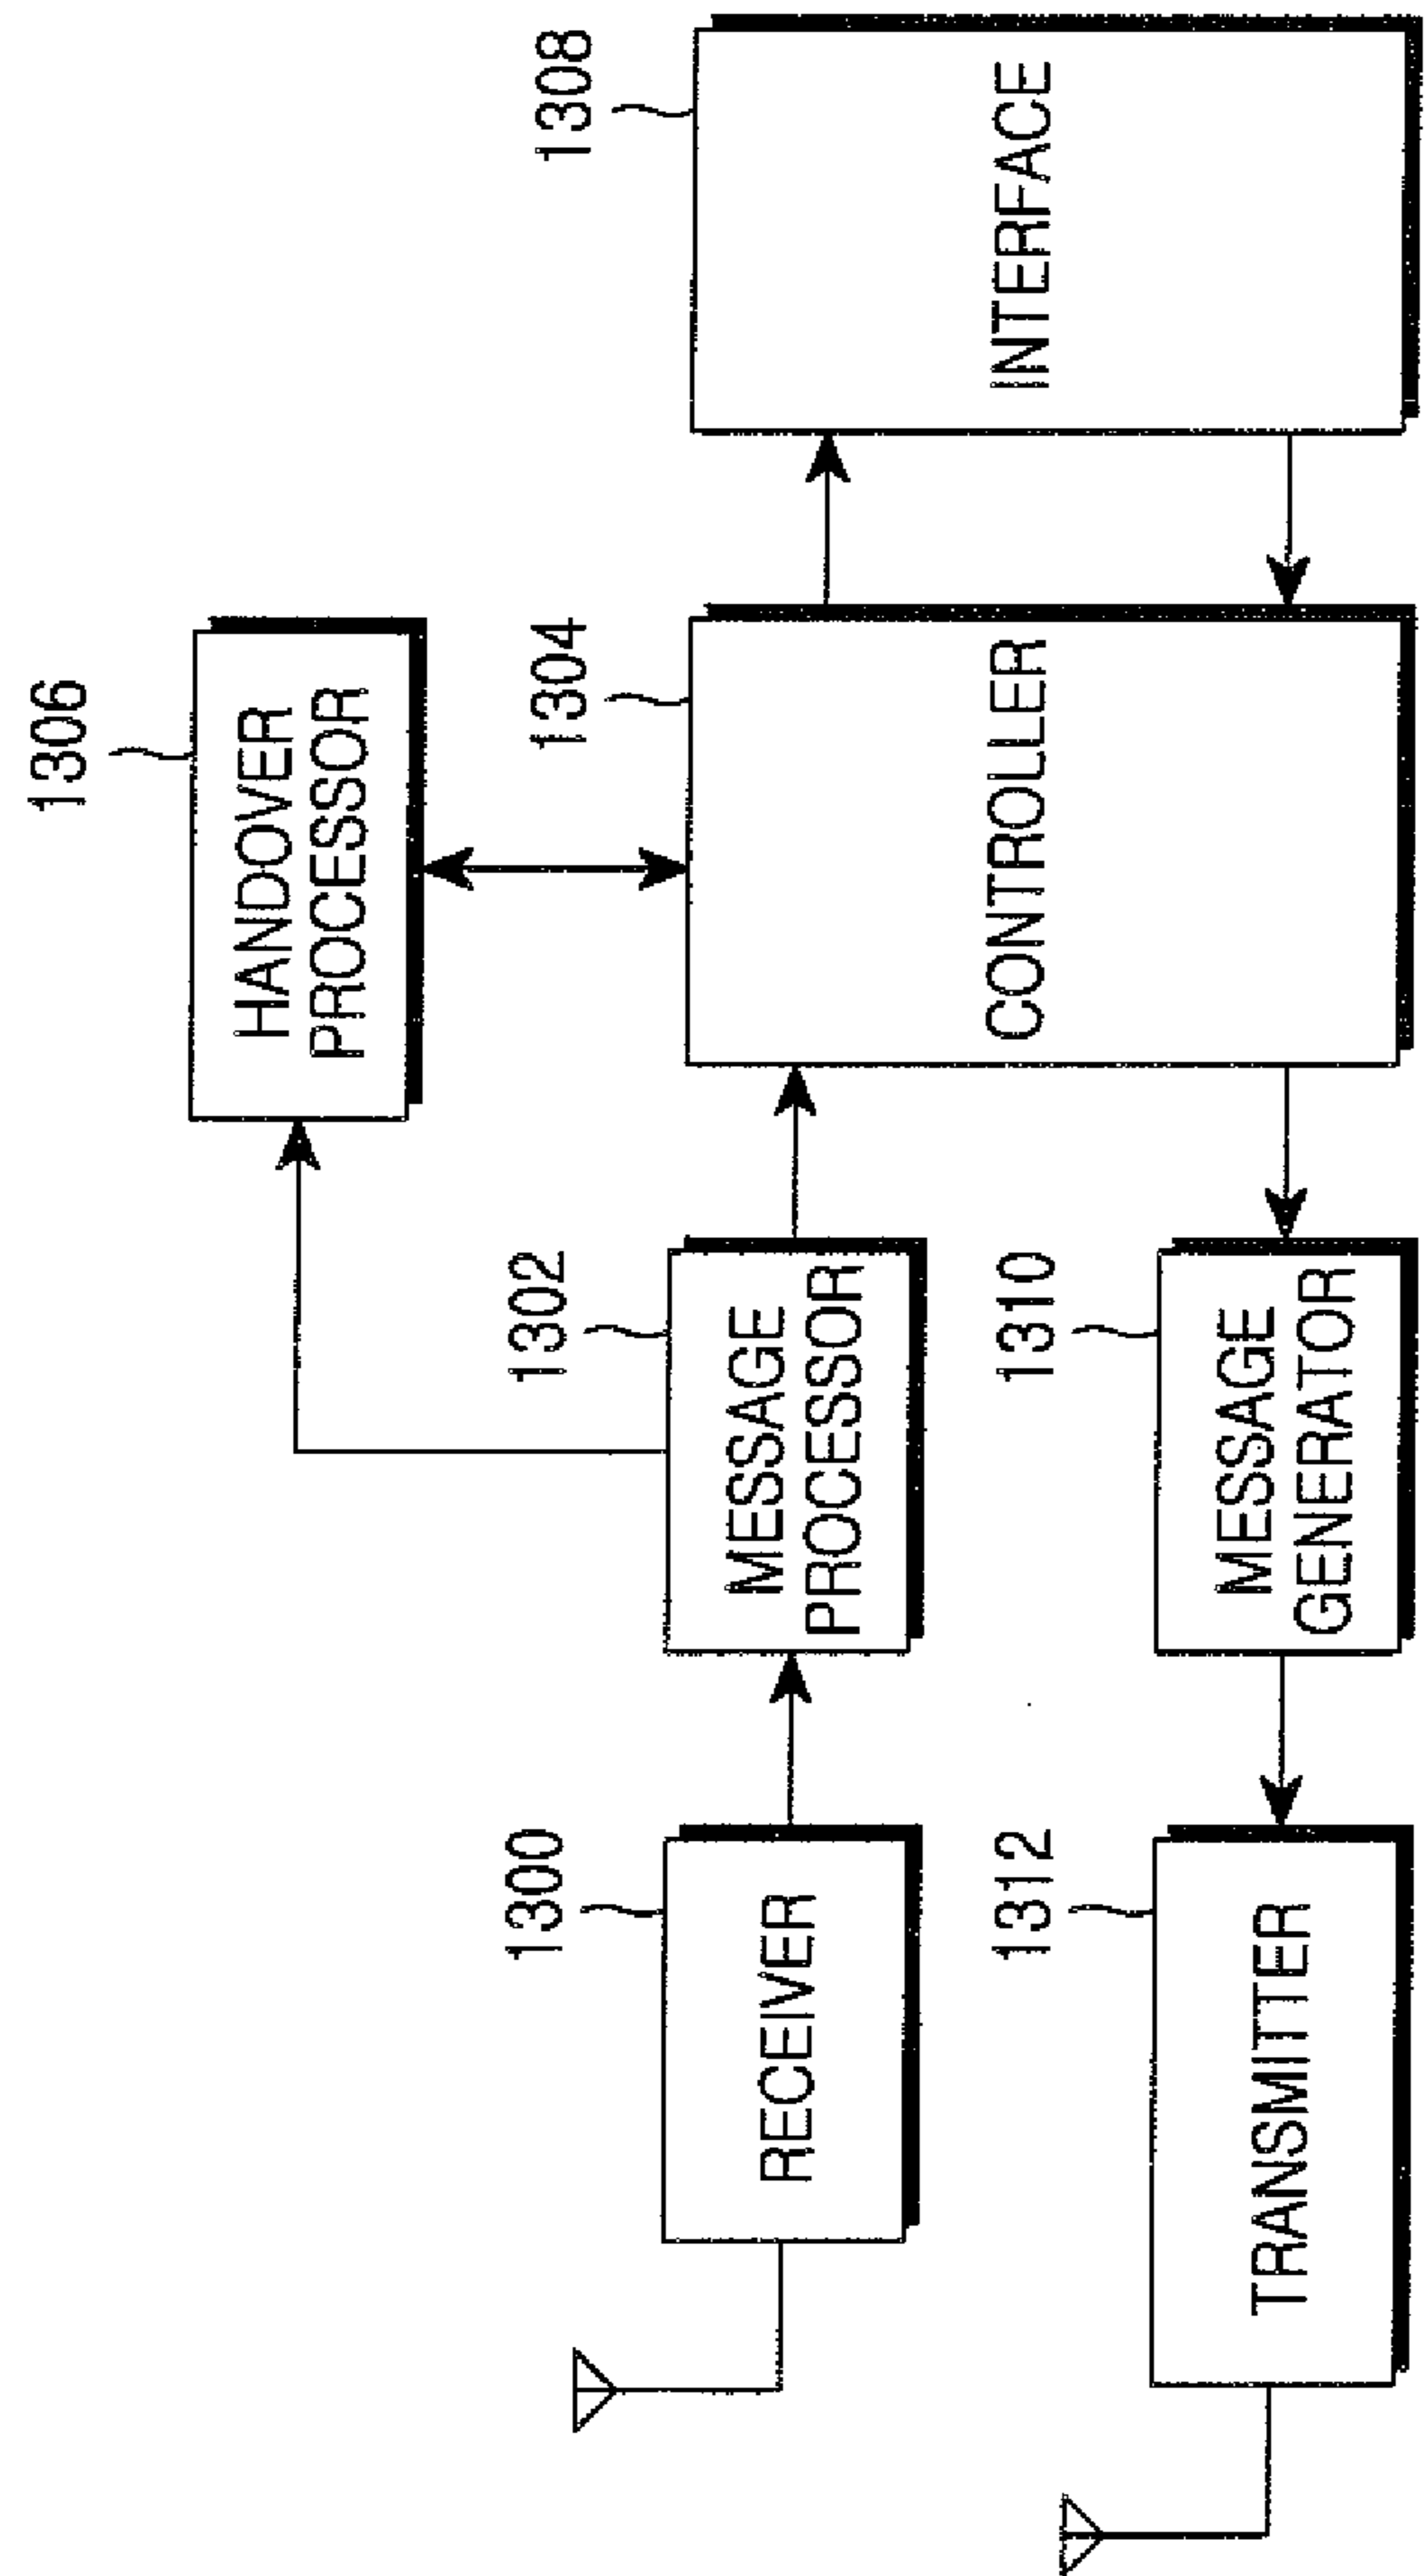 1306
HANDOVER
PROCESSOR
1300
RECEIVER
1302
MESSAGE
PROCESSOR
1304
CONTROLLER
1308
INTERFACE
1312
TRANSMITTER
1310
MESSAGE
GENERATOR